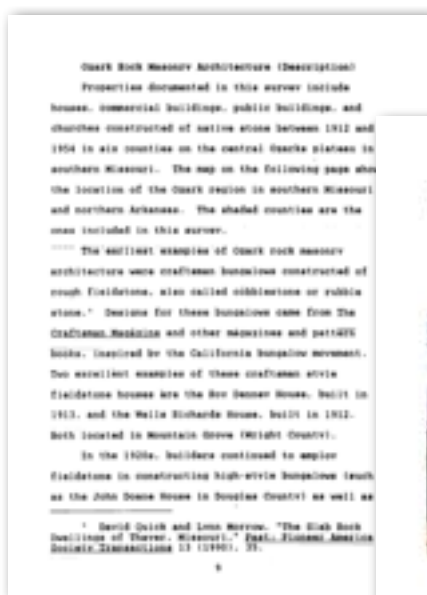 Ozark Rock Masonry Architecture (Description)
Properties documented in this survey include
houses, commercial buildings, public buildings, and
churches constructed of native stone between 1912 and
1954 in six counties on the central Ozarks plateau in
southern Missouri. The map on the following page show
the location of the Ozark region in southern Missouri
and northern Arkansas. The shaded counties are the
ones included in this survey.
The earliest examples of Ozark rock masonry
architecture were craftsman bungalows constructed of
rough fieldstone, also called cobblestone or rubble
stone. Designs for these bungalows came from The
Craftsman Magazine and other magazines and pattern
books, inspired by the California bungalow movement.
Two excellent examples of these craftsman style
fieldstone houses are the Roy Denney House, built in
1913, and the Wells Richards House, built in 1912.
Both located in Mountain Grove (Wright County).
In the 1920s, builders continued to employ
fieldstone in constructing high-style bungalows (such
as the John Doane House in Douglas County) as well as
David Quick and Lynn Morrow, "The Slab Rock
Dwellings of Thayer, Missouri," Past, Pioneer America
Society Transactions 13 (1990), 35.
9